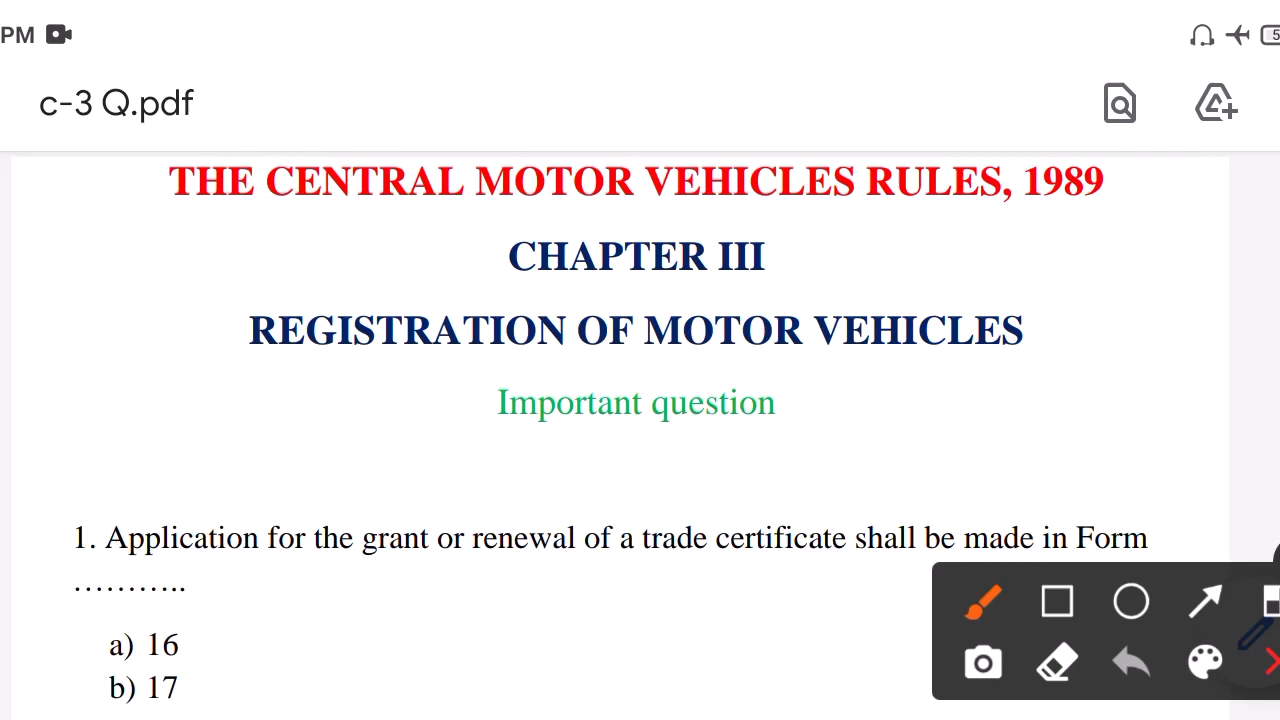 PM
5
c-3 Q.pdf
THE CENTRAL MOTOR VEHICLES RULES, 1989
CHAPTER III
REGISTRATION OF MOTOR VEHICLES
Important question
1. Application for the grant or renewal of a trade certificate shall be made in Form
………..
a) 16
b) 17